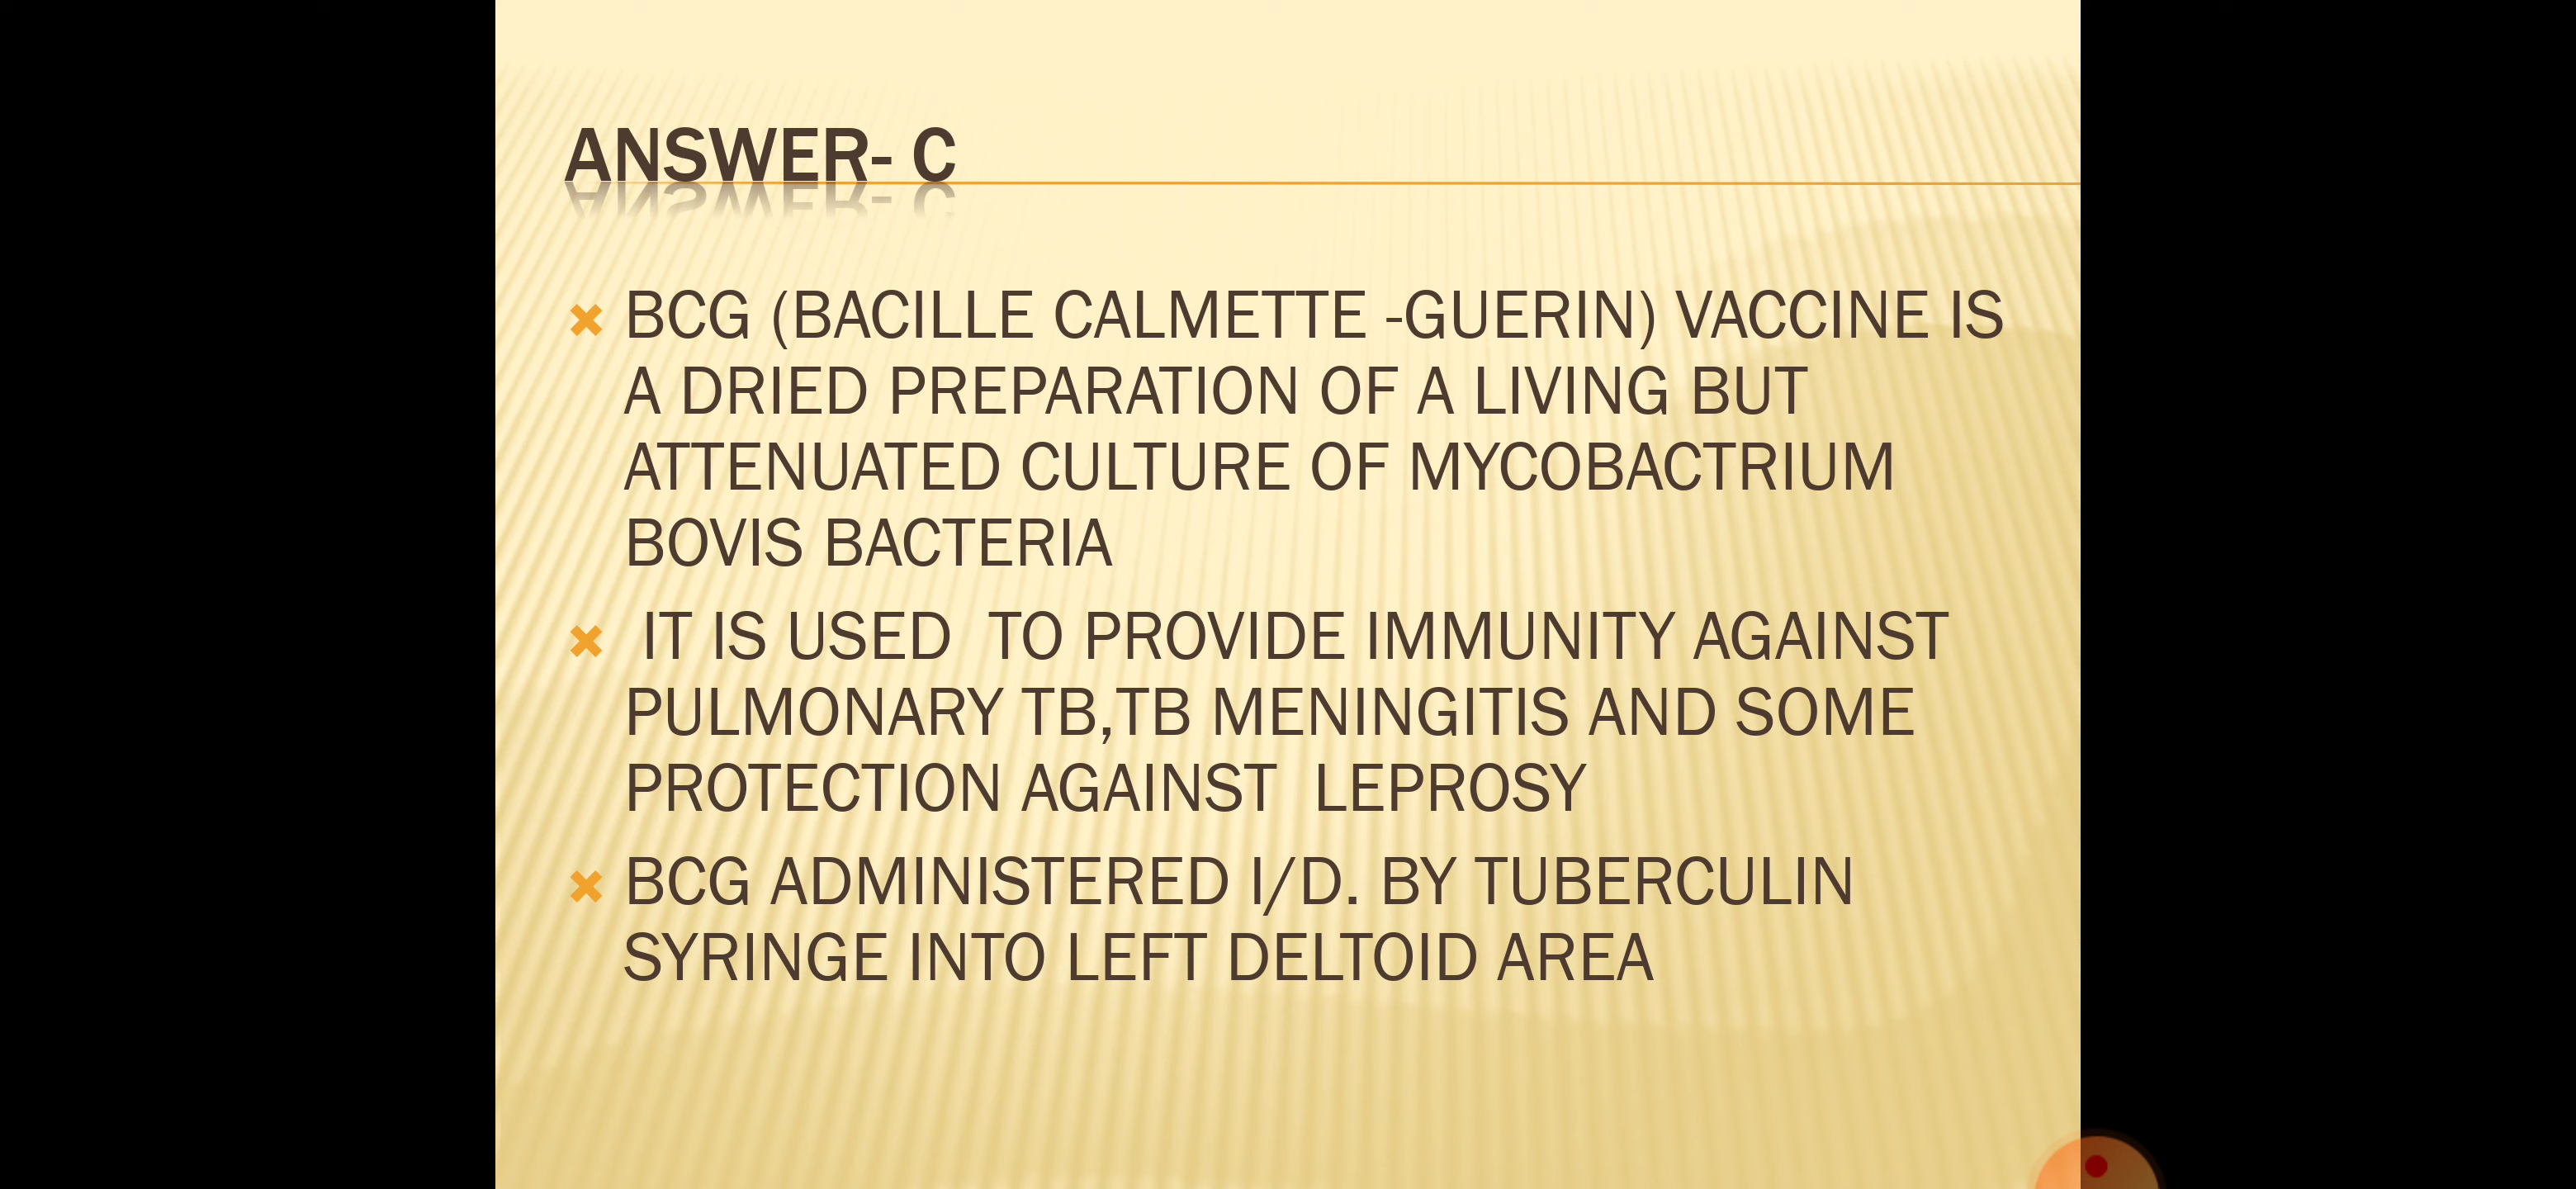 ANSWER- C
BCG (BACILLE CALMETTE -GUERIN) VACCINE IS
A DRIED PREPARATION OF A LIVING BUT
ATTENUATED CULTURE OF MYCOBACTRIUM
BOVIS BACTERIA
IT IS USED  TO PROVIDE IMMUNITY AGAINST
PULMONARY TB,TB MENINGITIS AND SOME
PROTECTION AGAINST  LEPROSY
BCG ADMINISTERED I/D. BY TUBERCULIN
SYRINGE INTO LEFT DELTOID AREA